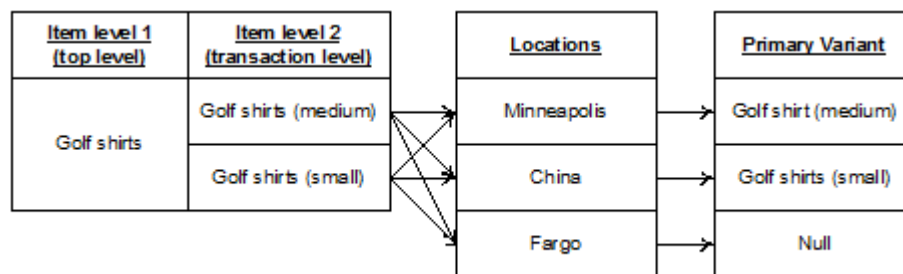 Item level 1
(top level)
Item level 2
(transaction level)
Locations
Primary Variant
Golf shirts
Golf shirts (medium)
Minneapolis
Golf shirt (medium)
Golf shirts (small)
China
Golf shirts (small)
Fargo
Null